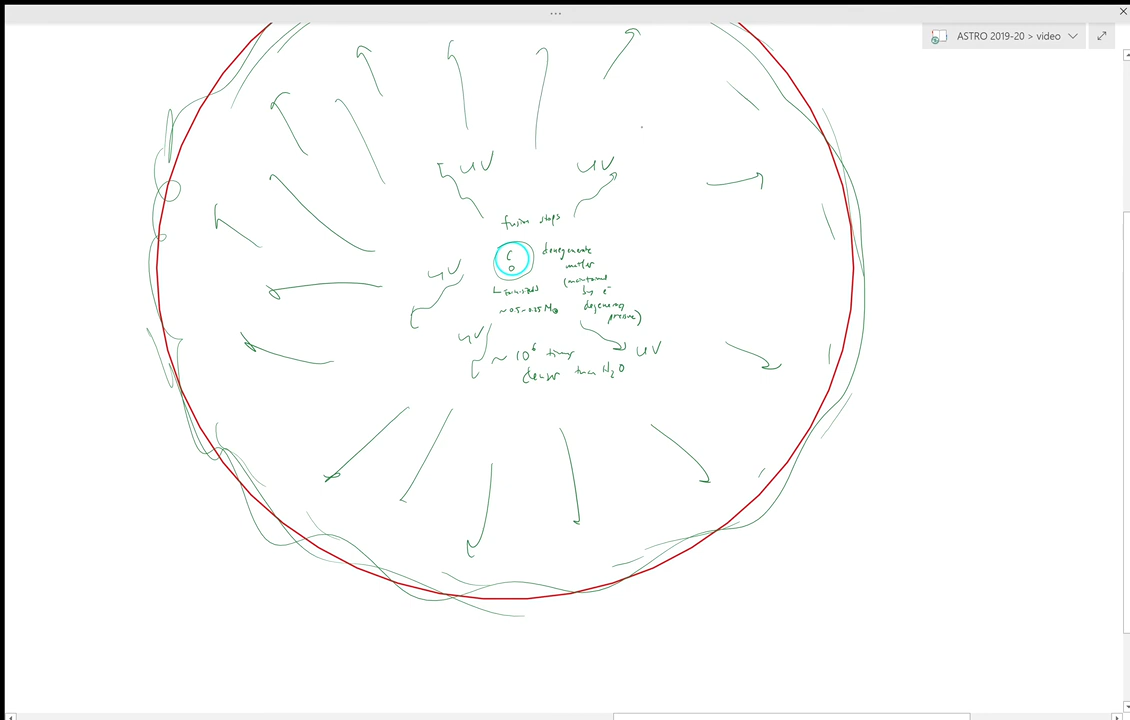 ...
ASTRO 2019-20 > video
UV UV
fusion stops
C
O
degenerate
matter
(maintained
by e⁻
degeneracy
pressure)
UV
L increases
~0.5-0.25 M⊙
UV
UV
~ 10⁶ times
denser than H₂O